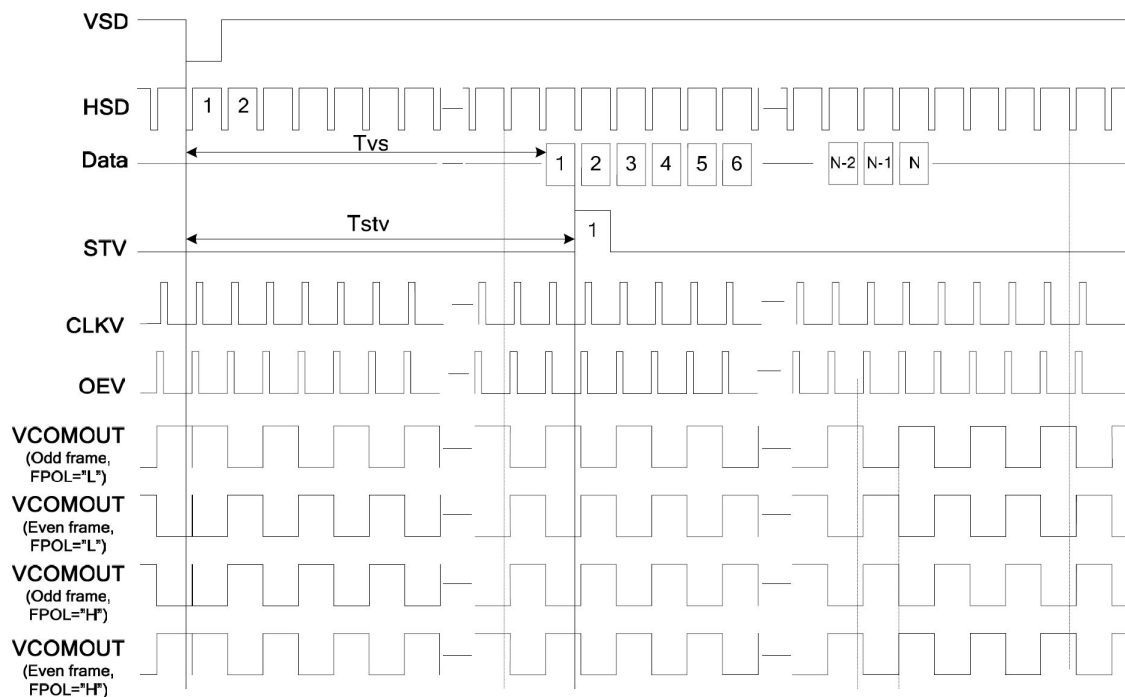 VSD
HSD
1 2
Tvs
Data
1 2 3 4 5 6 N-2 N-1 N
Tstv
STV
1
CLKV
OEV
VCOMOUT
(Odd frame,
FPOL="L")
VCOMOUT
(Even frame,
FPOL="L")
VCOMOUT
(Odd frame,
FPOL="H")
VCOMOUT
(Even frame,
FPOL="H")